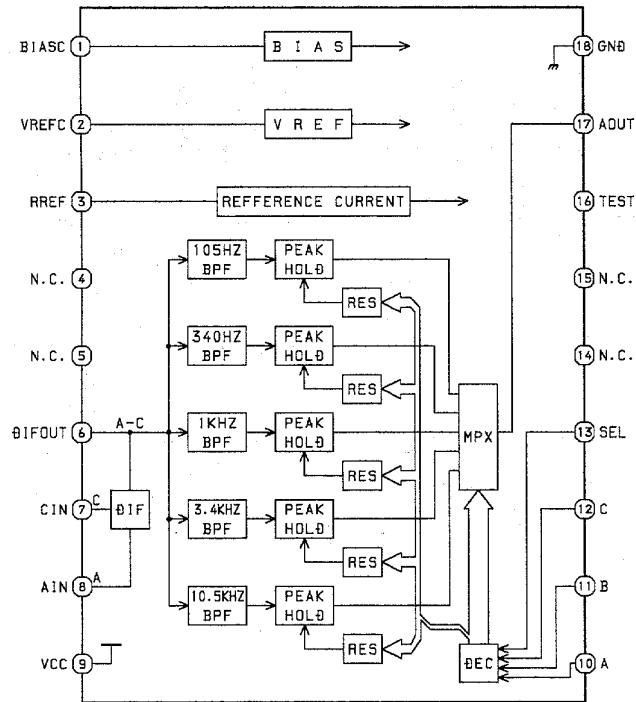 BIASC 1 BIAS 18 GND
VREFC 2 VREF 17 AOUT
RREF 3 REFFERENCE CURRENT 16 TEST
105HZ BPF
PEAK HOLD
N.C. 4 15 N.C.
RES
340HZ BPF
PEAK HOLD
N.C. 5 14 N.C.
RES
DIFOUT 6 A-C
1KHZ BPF
PEAK HOLD
MPX
13 SEL
RES
CIN 7 C
DIF
3.4KHZ BPF
PEAK HOLD
12 C
RES
AIN 8 A
10.5KHZ BPF
PEAK HOLD
11 B
RES
VCC 9
DEC
10 A